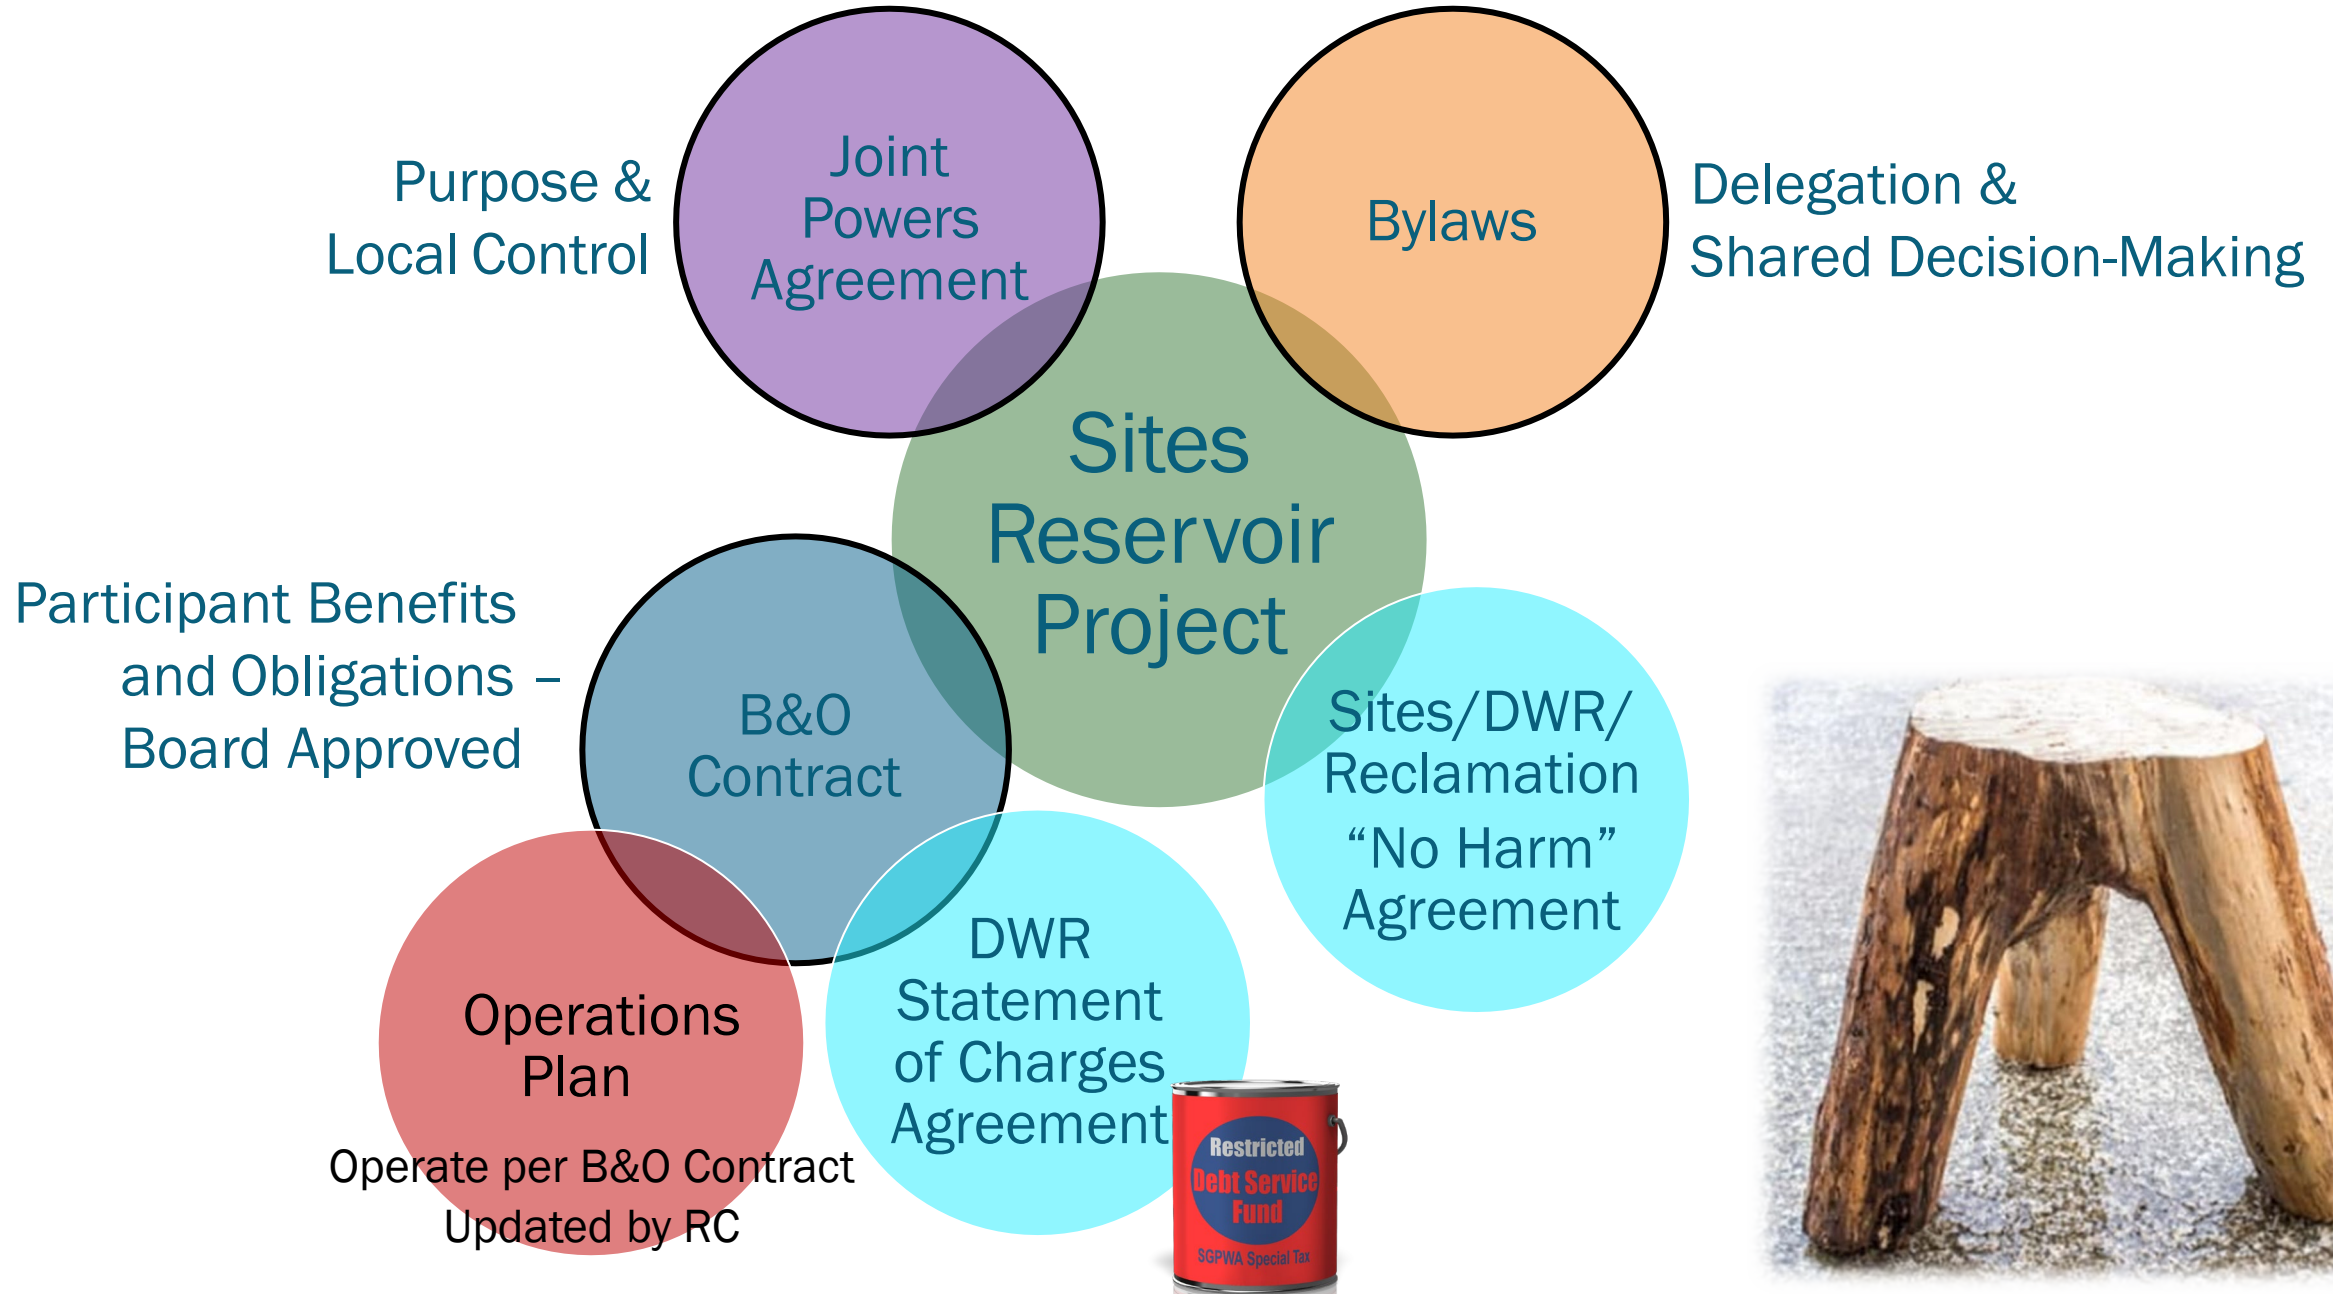 Purpose &
Local Control
Joint
Powers
Agreement
Bylaws
Delegation &
Shared Decision-Making
Sites
Reservoir
Project
Participant Benefits
and Obligations –
Board Approved
B&O
Contract
Sites/DWR/
Reclamation
“No Harm”
Agreement
Operations
Plan
Operate per B&O Contract
Updated by RC
DWR
Statement
of Charges
Agreement
Restricted
Debt Service
Fund
SGPWA Special Tax